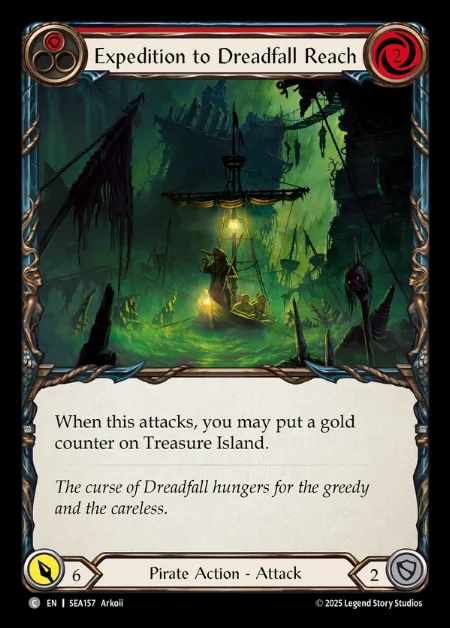 Expedition to Dreadfall Reach
2
When this attacks, you may put a gold
counter on Treasure Island.
The curse of Dreadfall hungers for the greedy
and the careless.
6
Pirate Action - Attack
2
C EN | SEA157 Arkoii
© 2025 Legend Story Studios